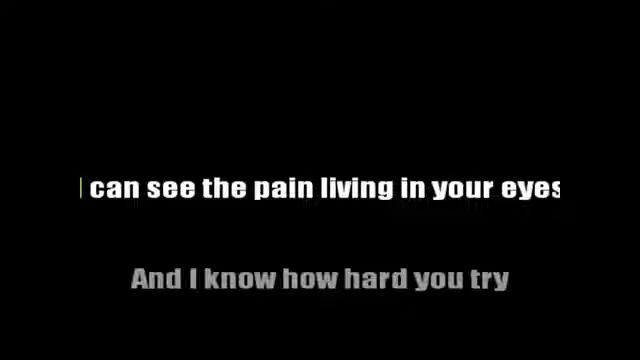 I can see the pain living in your eyes
And I know how hard you try